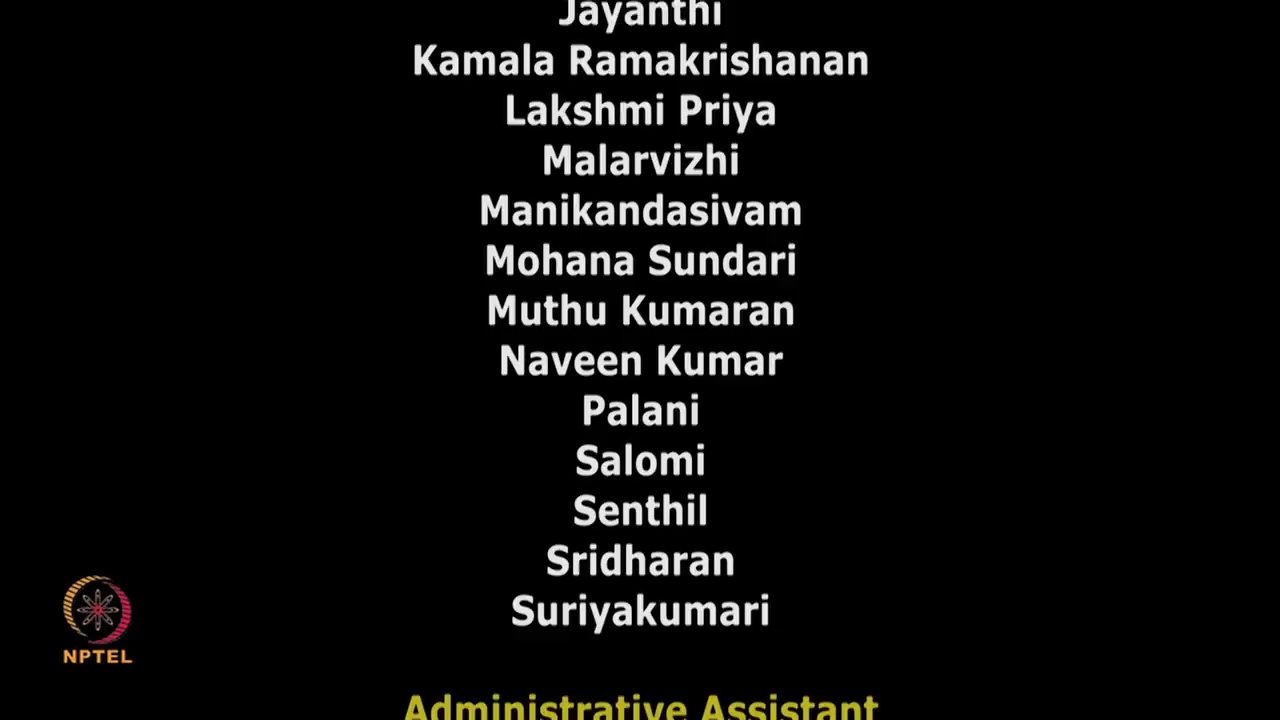 Jayanthi
Kamala Ramakrishanan
Lakshmi Priya
Malarvizhi
Manikandasivam
Mohana Sundari
Muthu Kumaran
Naveen Kumar
Palani
Salomi
Senthil
Sridharan
Suriyakumari
NPTEL
Administrative Assistant